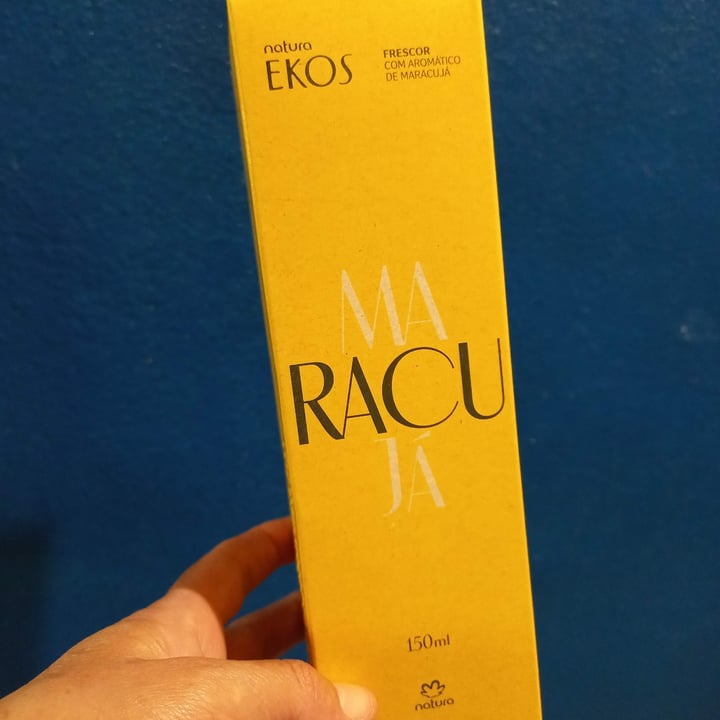 natura
EKOS
FRESCOR
COM AROMÁTICO
DE MARACUJÁ
MA
RACU
JÁ
150ml
natura